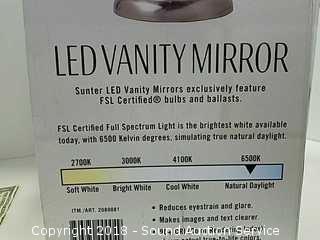 LED VANITY MIRROR
Sunter LED Vanity Mirrors exclusively feature
FSL Certified® bulbs and ballasts.
FSL Certified Full Spectrum Light is the brightest white available
today, with 6500 Kelvin degrees, simulating true natural daylight.
2700K 3000K 4100K 6500K
Soft White Bright White Cool White Natural Daylight
ITM./ART. 2080881
• Reduces eyestrain and glare.
• Makes images and text clearer.
Copyright 2018 - Sound Auction Service